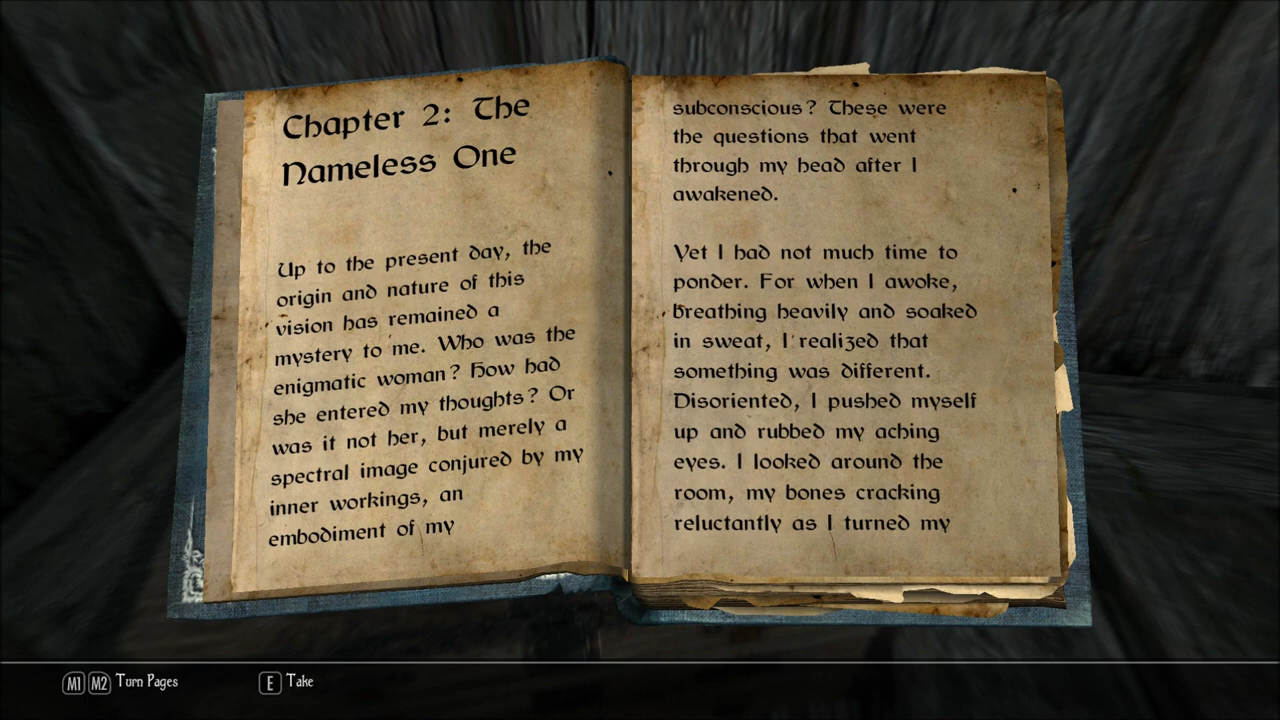 Chapter 2: The
Nameless One
Up to the present day, the
origin and nature of this
vision has remained a
mystery to me. Who was the
enigmatic woman? How had
she entered my thoughts? Or
was it not her, but merely a
spectral image conjured by my
inner workings, an
embodiment of my
subconscious? These were
the questions that went
through my head after I
awakened.
Yet I had not much time to
ponder. For when I awoke,
breathing heavily and soaked
in sweat, I realized that
something was different.
Disoriented, I pushed myself
up and rubbed my aching
eyes. I looked around the
room, my bones cracking
reluctantly as I turned my
M1 M2 Turn Pages
E Take